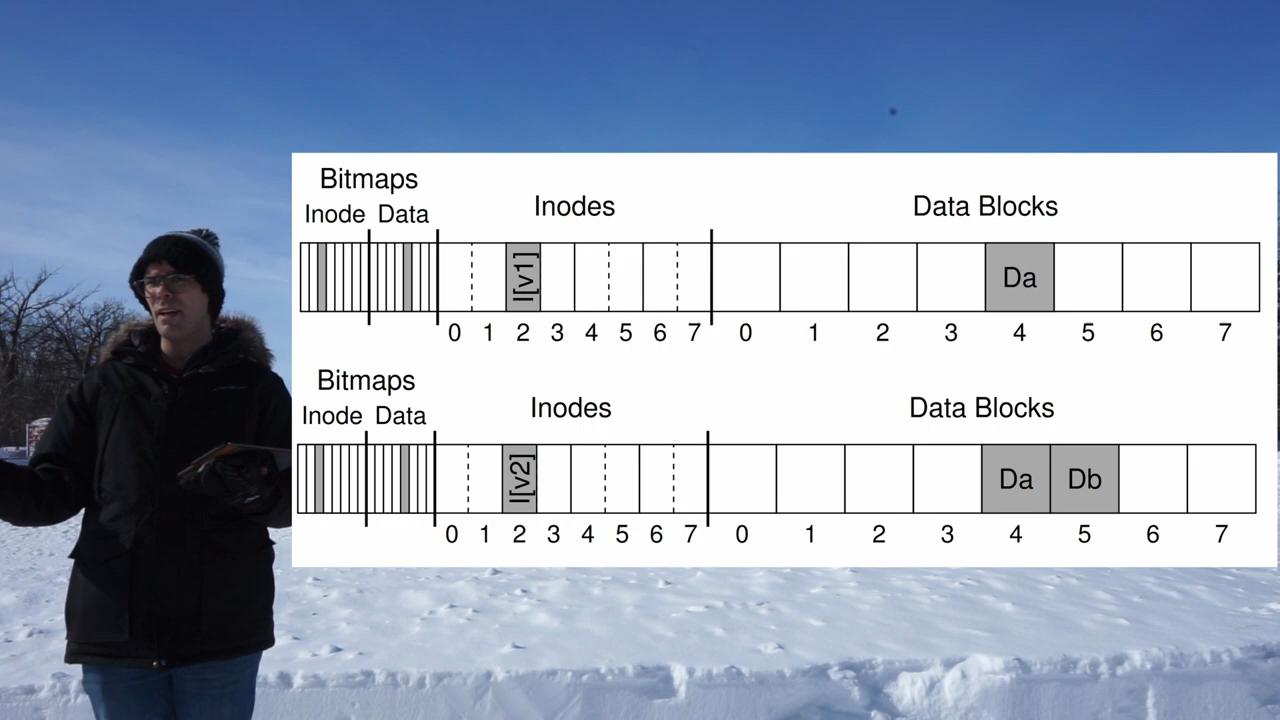 Bitmaps
Inode Data Inodes Data Blocks
I[v1] Da
0 1 2 3 4 5 6 7 0 1 2 3 4 5 6 7
Bitmaps
Inode Data Inodes Data Blocks
I[v2] Da Db
0 1 2 3 4 5 6 7 0 1 2 3 4 5 6 7